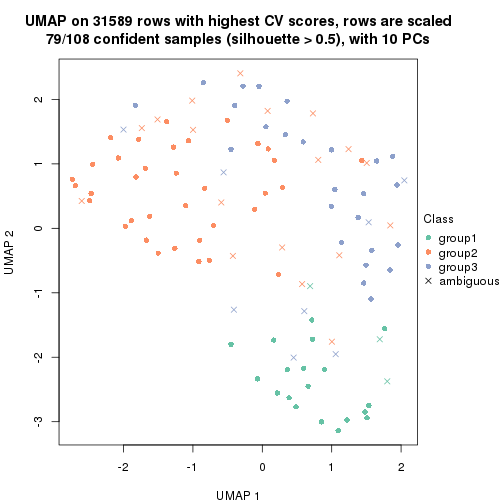 UMAP on 31589 rows with highest CV scores, rows are scaled
79/108 confident samples (silhouette > 0.5), with 10 PCs
2
1
0
-1
-2
-3
UMAP 2
-2
-1
0
1
2
UMAP 1
Class
group1
group2
group3
ambiguous